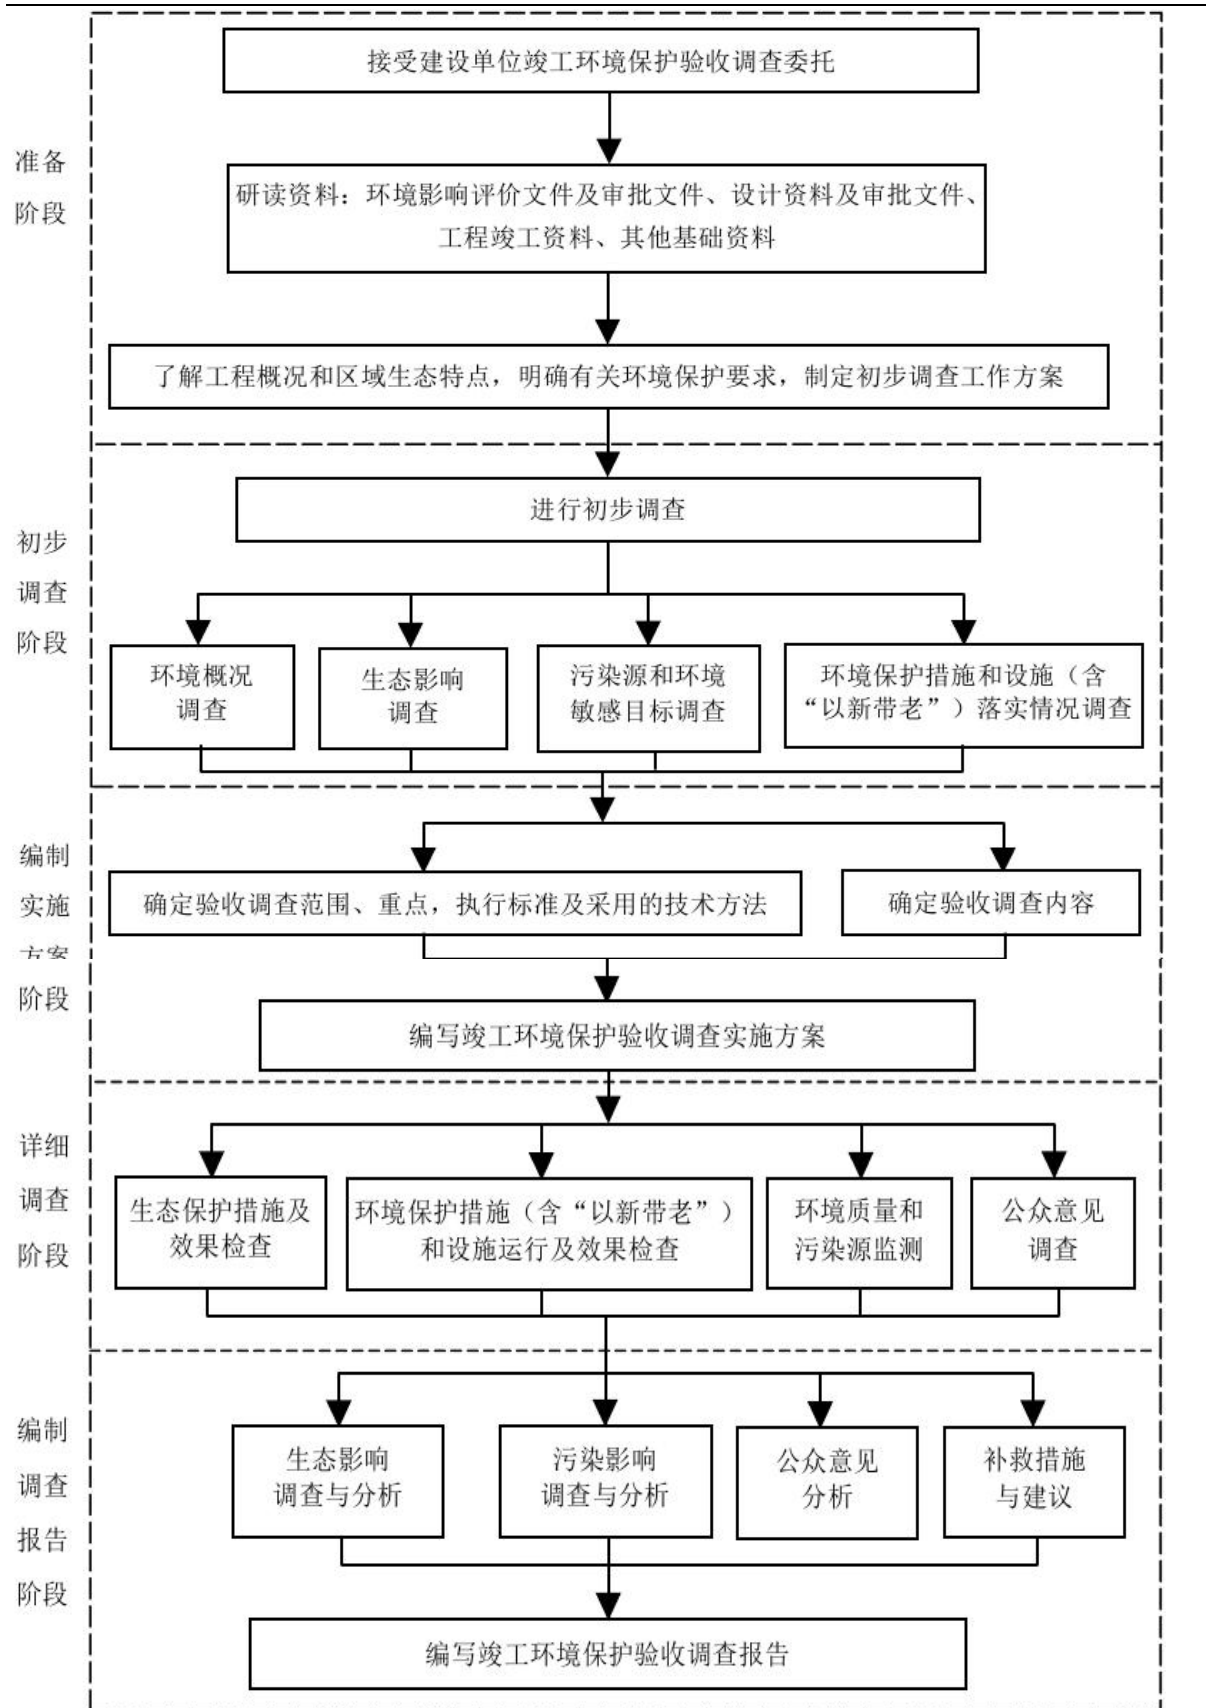 准备
阶段
接受建设单位竣工环境保护验收调查委托
研读资料：环境影响评价文件及审批文件、设计资料及审批文件、
工程竣工资料、其他基础资料
了解工程概况和区域生态特点，明确有关环境保护要求，制定初步调查工作方案
初步
调查
阶段
进行初步调查
环境概况
调查
生态影响
调查
污染源和环境
敏感目标调查
环境保护措施和设施（含
“以新带老”）落实情况调查
编制
实施
方案
阶段
确定验收调查范围、重点，执行标准及采用的技术方法
确定验收调查内容
编写竣工环境保护验收调查实施方案
详细
调查
阶段
生态保护措施及
效果检查
环境保护措施（含“以新带老”）
和设施运行及效果检查
环境质量和
污染源监测
公众意见
调查
编制
调查
报告
阶段
生态影响
调查与分析
污染影响
调查与分析
公众意见
分析
补救措施
与建议
编写竣工环境保护验收调查报告